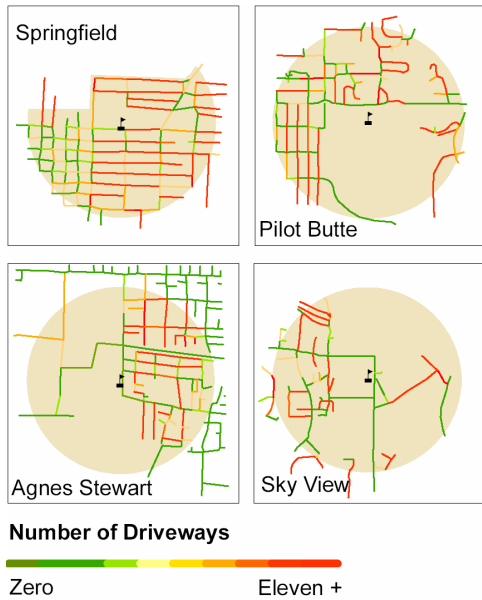 Springfield
Pilot Butte
Agnes Stewart
Sky View
Number of Driveways
Zero
Eleven +